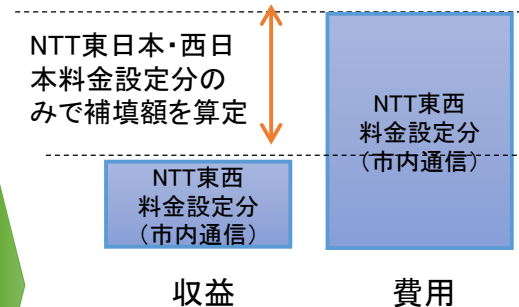 NTT東日本・西日
本料金設定分の
みで補填額を算定
NTT東西
料金設定分
（市内通信）
NTT東西
料金設定分
（市内通信）
収益
費用